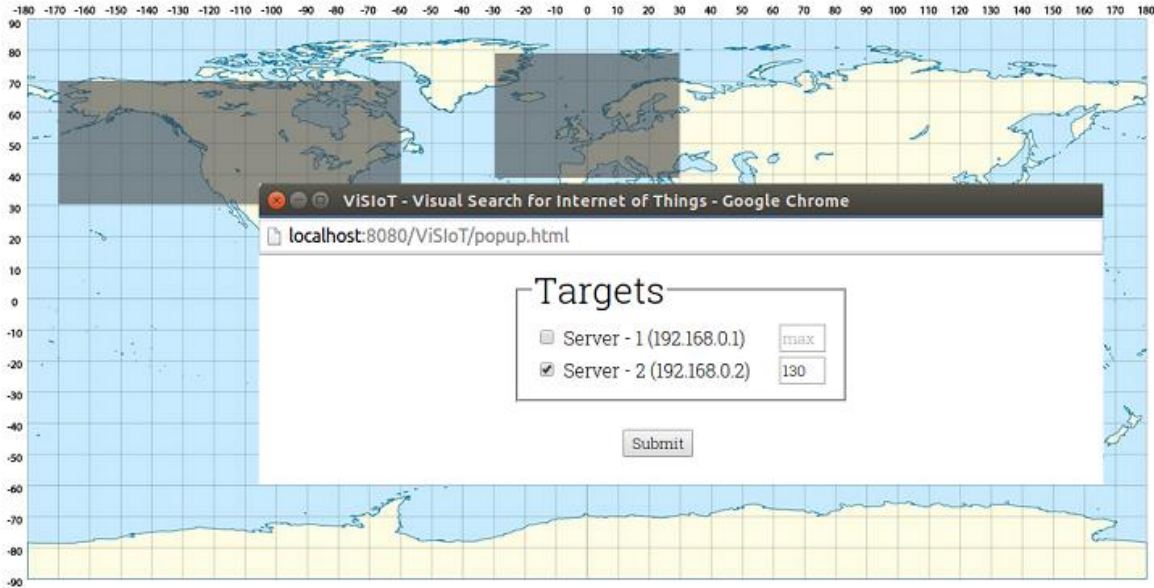 -180 -170 -160 -150 -140 -130 -120 -110 -100 -90 -80 -70 -60 -50 -40 -30 -20 -10 0 10 20 30 40 50 60 70 80 90 100 110 120 130 140 150 160 170 180
90
80
70
60
50
40
30
20
10
0
-10
-20
-30
-40
-50
-60
-70
-80
-90
ViSIoT - Visual Search for Internet of Things - Google Chrome
localhost:8080/ViSIoT/popup.html
Targets
Server - 1 (192.168.0.1) max
Server - 2 (192.168.0.2) 130
Submit